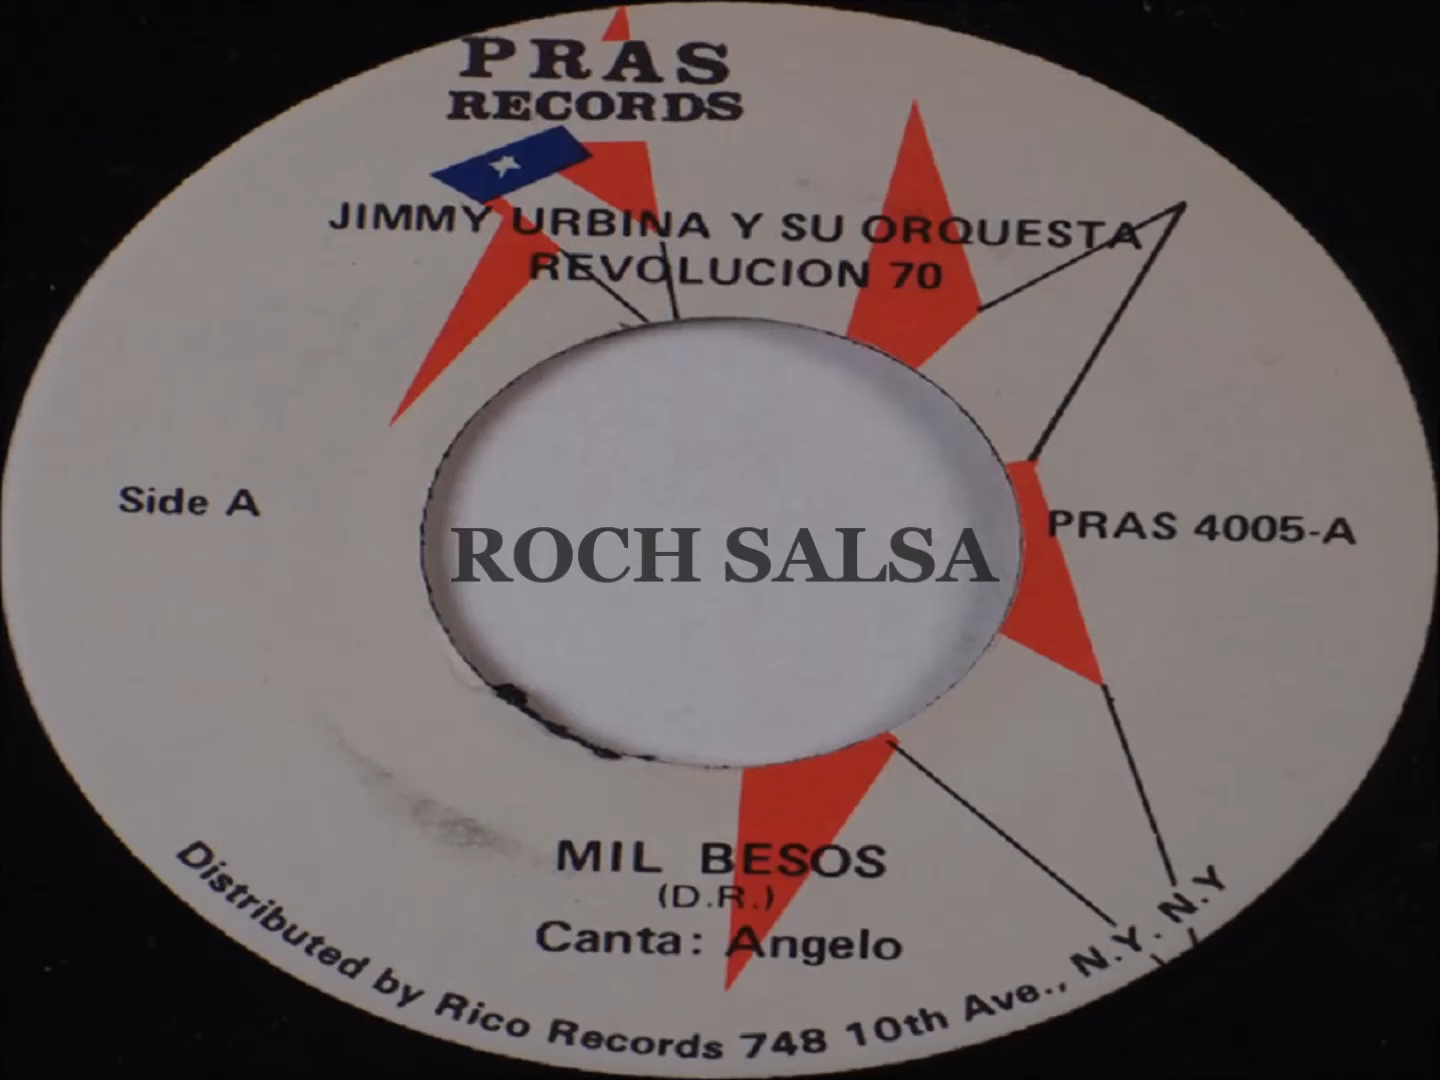 PRAS
RECORDS
JIMMY URBINA Y SU ORQUESTA
REVOLUCION 70
Side A
PRAS 4005-A
ROCH SALSA
MIL BESOS
(D.R.)
Canta: Angelo
Distributed by Rico Records 748 10th Ave., N.Y. N.Y